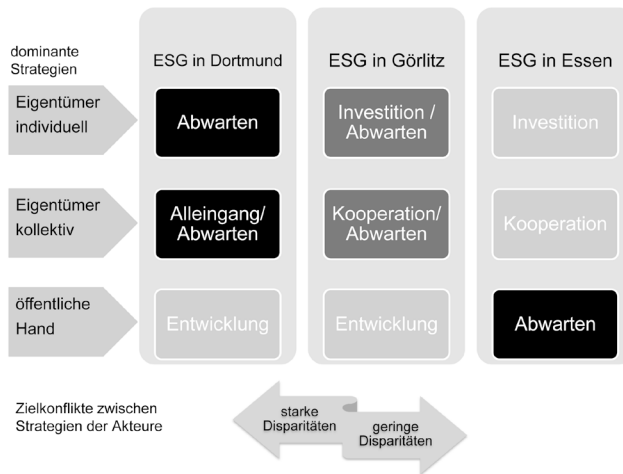 dominante
Strategien
ESG in Dortmund
ESG in Görlitz
ESG in Essen
Eigentümer
individuell
Abwarten
Investition /
Abwarten
Investition
Eigentümer
kollektiv
Alleingang/
Abwarten
Kooperation/
Abwarten
Kooperation
öffentliche
Hand
Entwicklung
Entwicklung
Abwarten
Zielkonflikte zwischen
Strategien der Akteure
starke
Disparitäten
geringe
Disparitäten